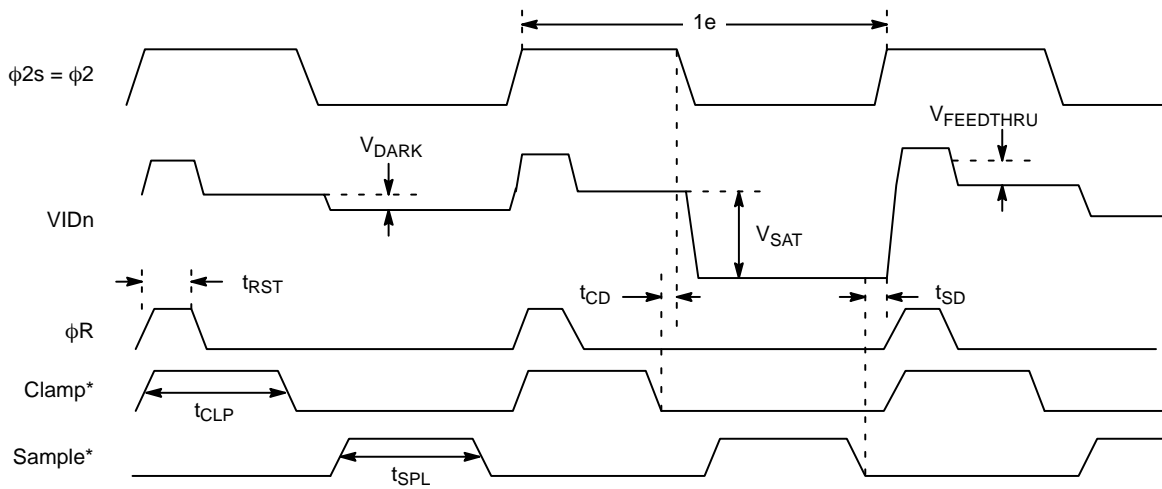 1e
ϕ2s = ϕ2
VFEEDTHRU
VDARK
VIDn
VSAT
tRST
tCD
tSD
ϕR
Clamp*
tCLP
Sample*
tSPL